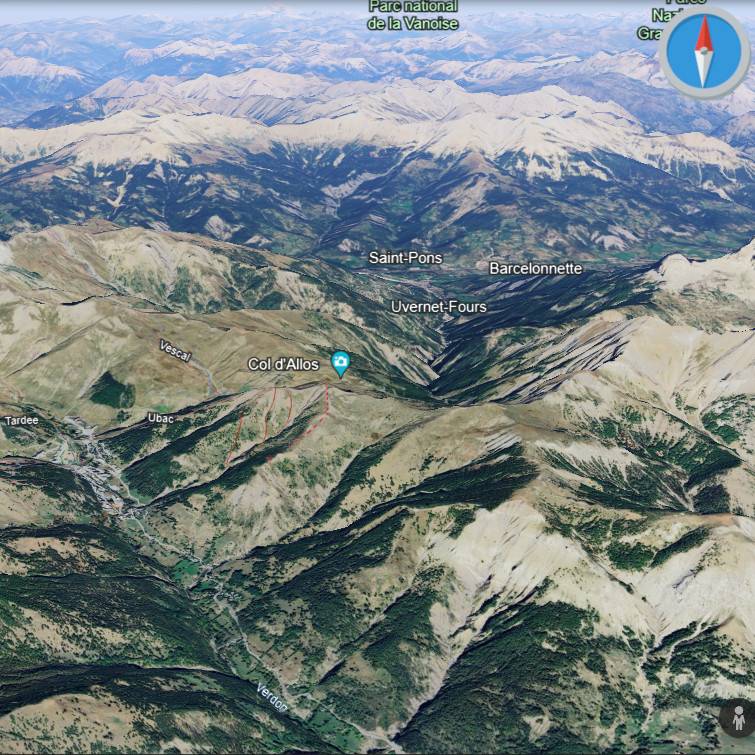 Parc national
de la Vanoise
Saint-Pons
Barcelonnette
Uvernet-Fours
Vescal
Col d'Allos
Tardee
Ubac
Verdon